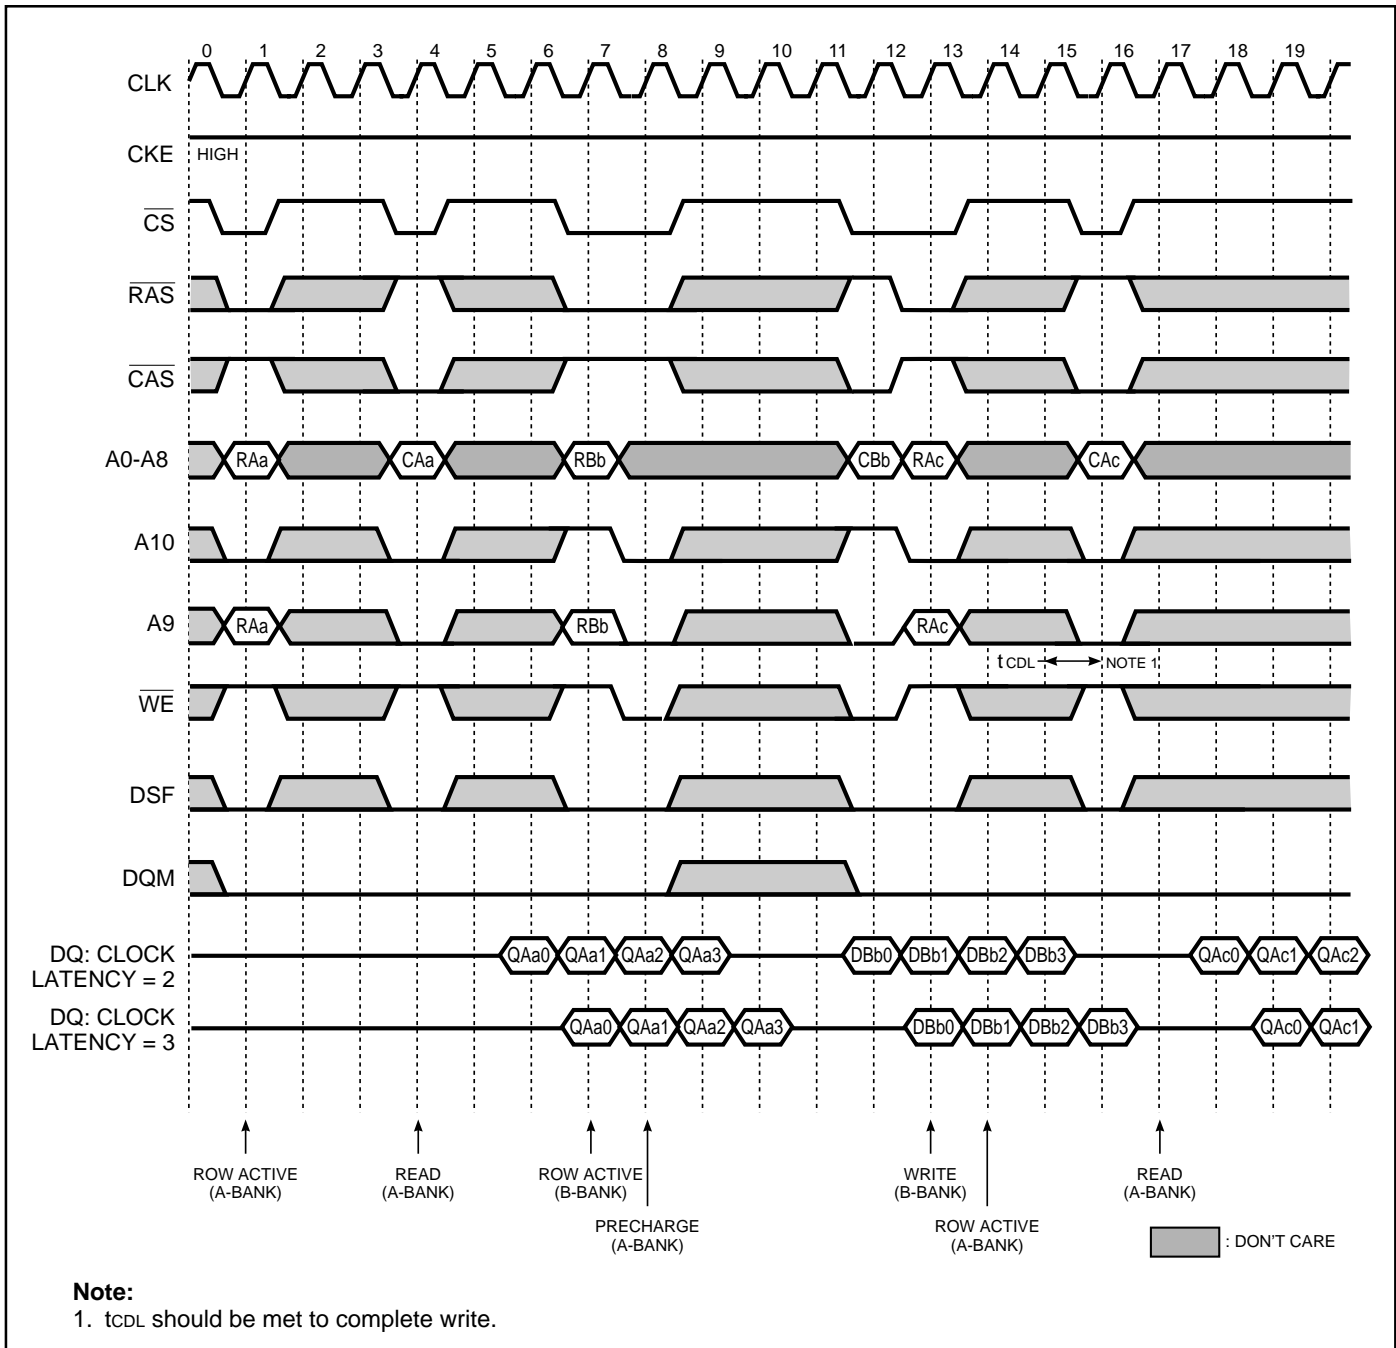 0 1 2 3 4 5 6 7 8 9 10 11 12 13 14 15 16 17 18 19
CLK
CKE HIGH
CS
RAS
CAS
A0-A8 RAa CAa RBb CBb RAc CAc
A10
A9 RAa RBb RAc
tCDL NOTE 1
WE
DSF
DQM
DQ: CLOCK
LATENCY = 2
QAa0 QAa1 QAa2 QAa3 DBb0 DBb1 DBb2 DBb3 QAc0 QAc1 QAc2
DQ: CLOCK
LATENCY = 3
QAa0 QAa1 QAa2 QAa3 DBb0 DBb1 DBb2 DBb3 QAc0 QAc1
ROW ACTIVE
(A-BANK)
READ
(A-BANK)
ROW ACTIVE
(B-BANK)
PRECHARGE
(A-BANK)
WRITE
(B-BANK)
ROW ACTIVE
(A-BANK)
READ
(A-BANK)
: DON'T CARE
Note:
1. tCDL should be met to complete write.